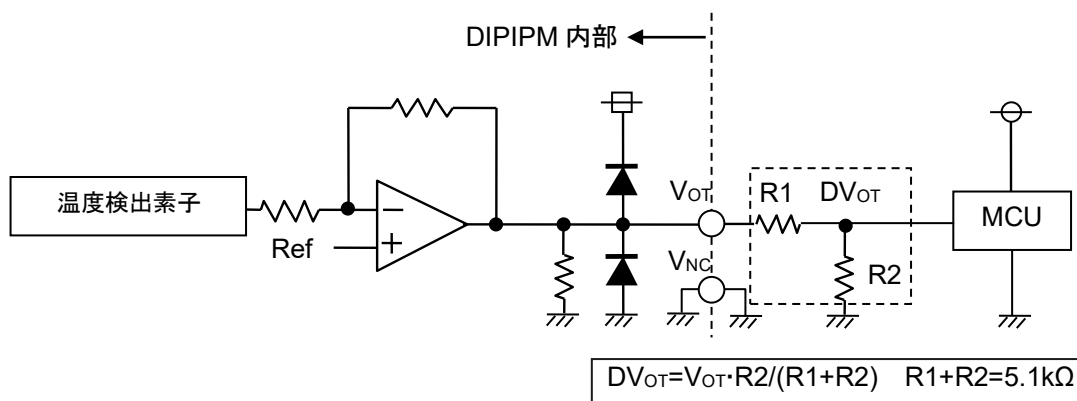 DIPIPM 内部
温度検出素子
Ref
−
+
VOT
VNC
R1
DVOT
R2
MCU
DVOT=VOT・R2/(R1+R2) R1+R2=5.1kΩ